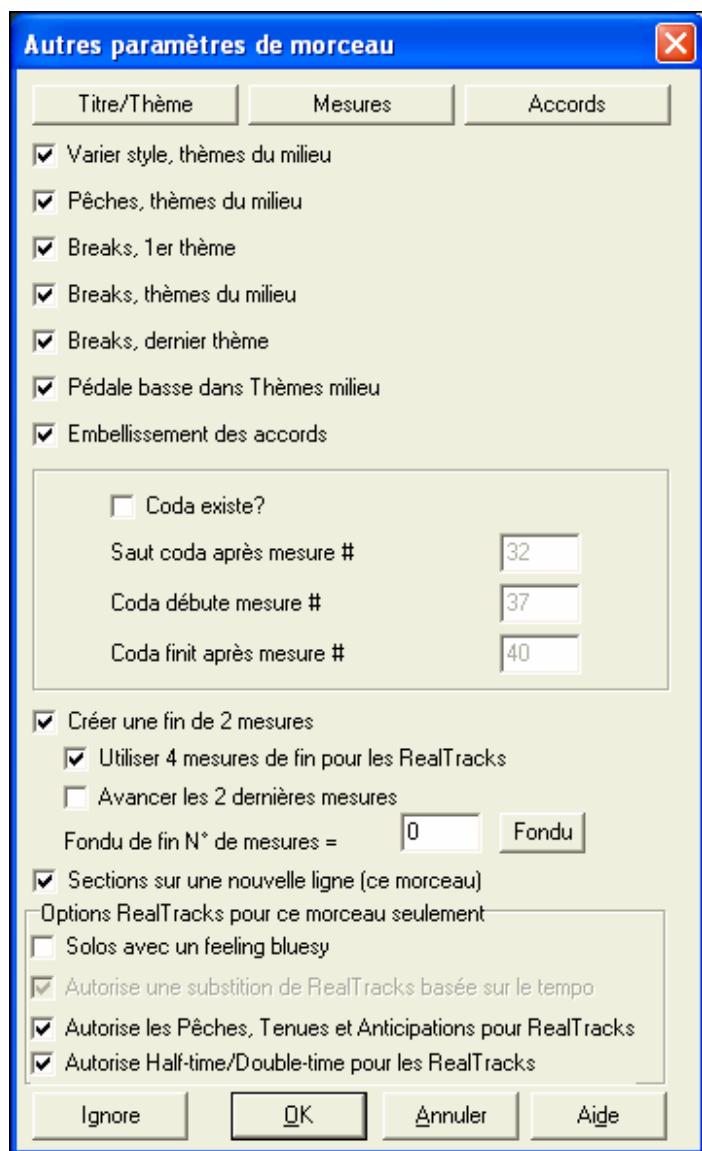 Autres paramètres de morceau
Titre/Thème Mesures Accords
Varier style, thèmes du milieu
Pêches, thèmes du milieu
Breaks, 1er thème
Breaks, thèmes du milieu
Breaks, dernier thème
Pédale basse dans Thèmes milieu
Embellissement des accords
Coda existe?
Saut coda après mesure # 32
Coda débute mesure # 37
Coda finit après mesure # 40
Créer une fin de 2 mesures
Utiliser 4 mesures de fin pour les RealTracks
Avancer les 2 dernières mesures
Fondu de fin N° de mesures = 0 Fondu
Sections sur une nouvelle ligne (ce morceau)
Options RealTracks pour ce morceau seulement
Solos avec un feeling bluesy
Autorise une substition de RealTracks basée sur le tempo
Autorise les Pêches, Tenues et Anticipations pour RealTracks
Autorise Half-time/Double-time pour les RealTracks
Ignore OK Annuler Aide